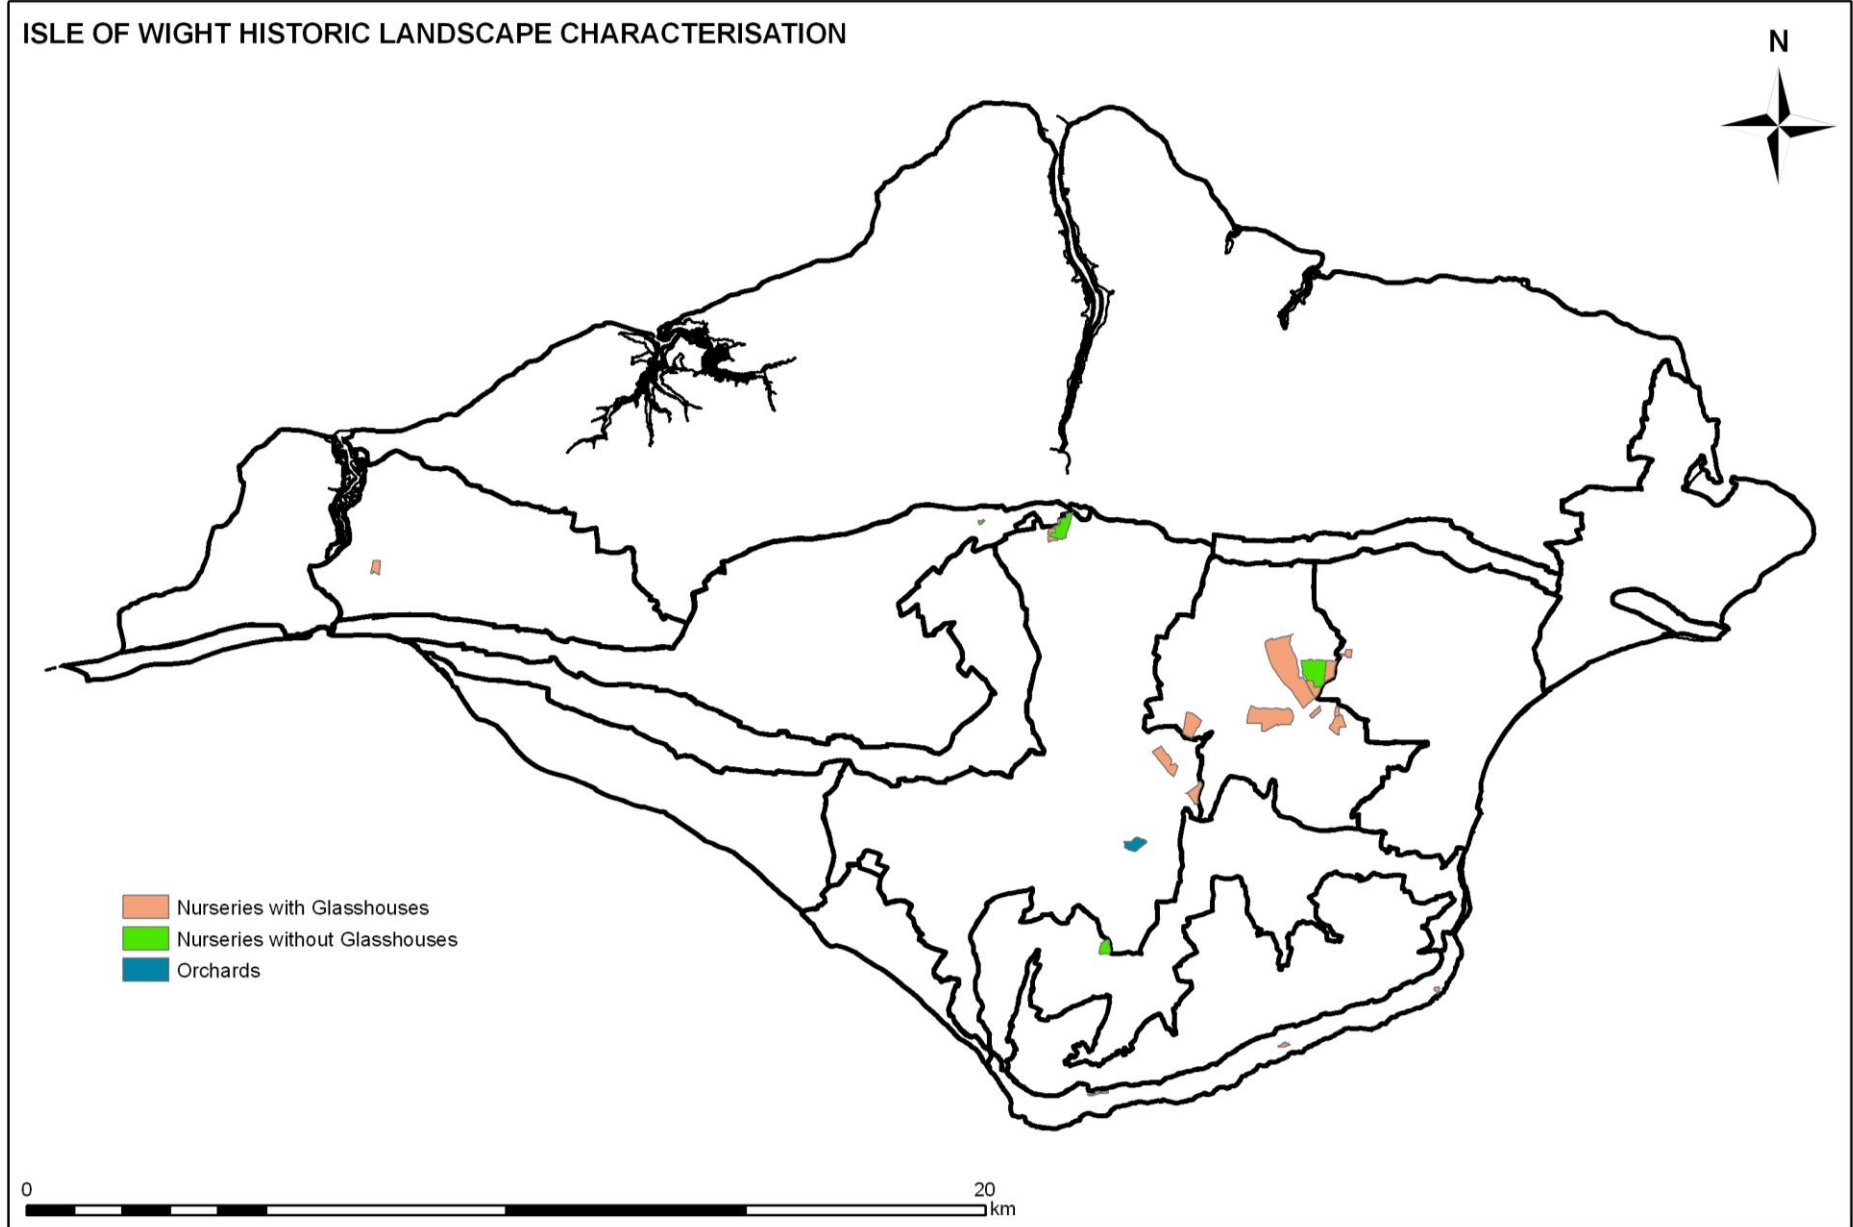 ISLE OF WIGHT HISTORIC LANDSCAPE CHARACTERISATION
N
Nurseries with Glasshouses
Nurseries without Glasshouses
Orchards
0 20
km